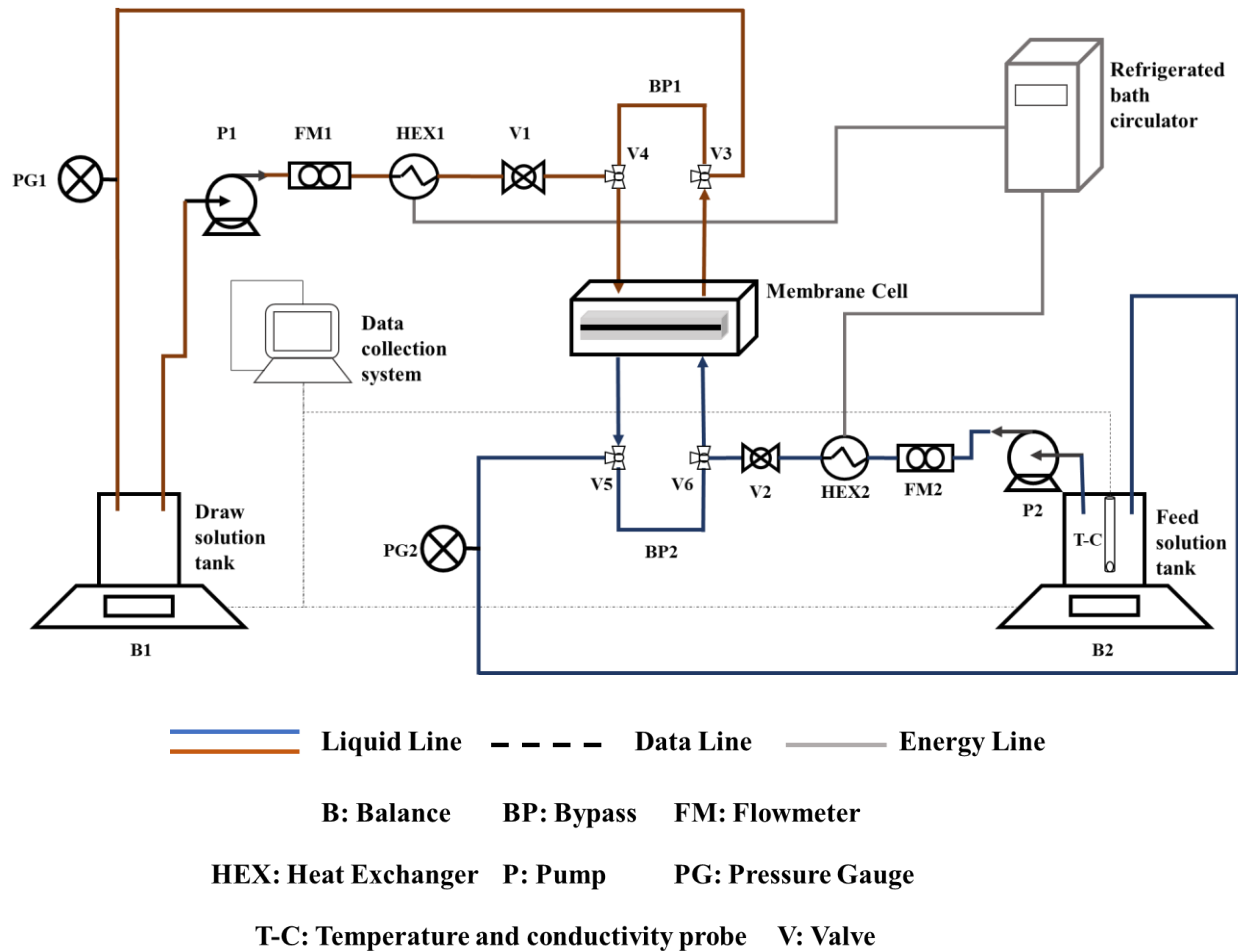 BP1
Refrigerated
bath
circulator
P1
FM1
HEX1
V1
V4
V3
PG1
Membrane Cell
Data
collection
system
V5
V6
V2
HEX2
FM2
P2
Draw
solution
tank
PG2
BP2
T-C
Feed
solution
tank
B1
B2
Liquid Line
Data Line
Energy Line
B: Balance BP: Bypass FM: Flowmeter
HEX: Heat Exchanger P: Pump PG: Pressure Gauge
T-C: Temperature and conductivity probe V: Valve